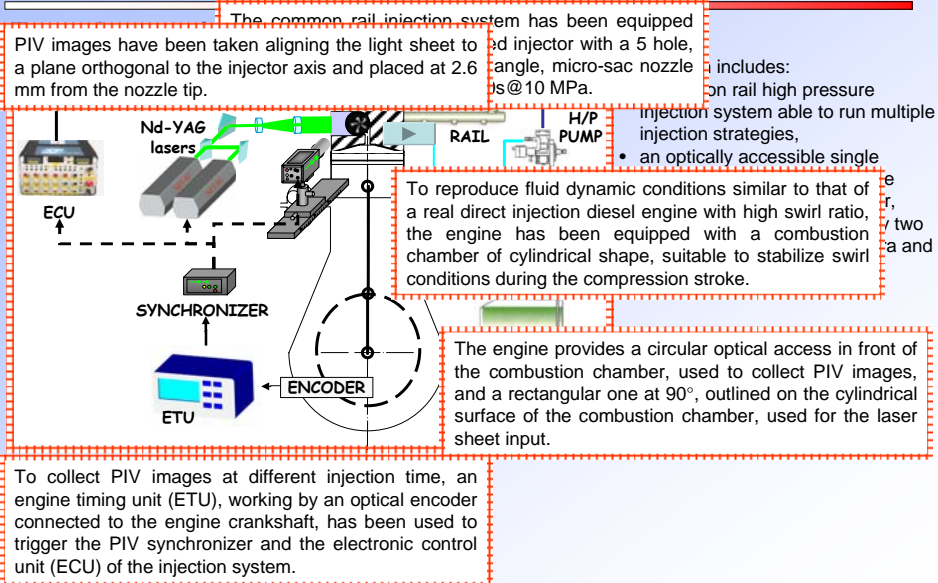 The common rail injection system has been equipped
ed injector with a 5 hole,
angle, micro-sac nozzle
0s@10 MPa.
PIV images have been taken aligning the light sheet to
a plane orthogonal to the injector axis and placed at 2.6
mm from the nozzle tip.
includes:
on rail high pressure
injection system able to run multiple
injection strategies,
• an optically accessible single
e
r,
y two
ra and
Nd-YAG
lasers
RAIL
H/P
PUMP
ECU
To reproduce fluid dynamic conditions similar to that of
a real direct injection diesel engine with high swirl ratio,
the engine has been equipped with a combustion
chamber of cylindrical shape, suitable to stabilize swirl
conditions during the compression stroke.
SYNCHRONIZER
ENCODER
ETU
The engine provides a circular optical access in front of
the combustion chamber, used to collect PIV images,
and a rectangular one at 90°, outlined on the cylindrical
surface of the combustion chamber, used for the laser
sheet input.
To collect PIV images at different injection time, an
engine timing unit (ETU), working by an optical encoder
connected to the engine crankshaft, has been used to
trigger the PIV synchronizer and the electronic control
unit (ECU) of the injection system.